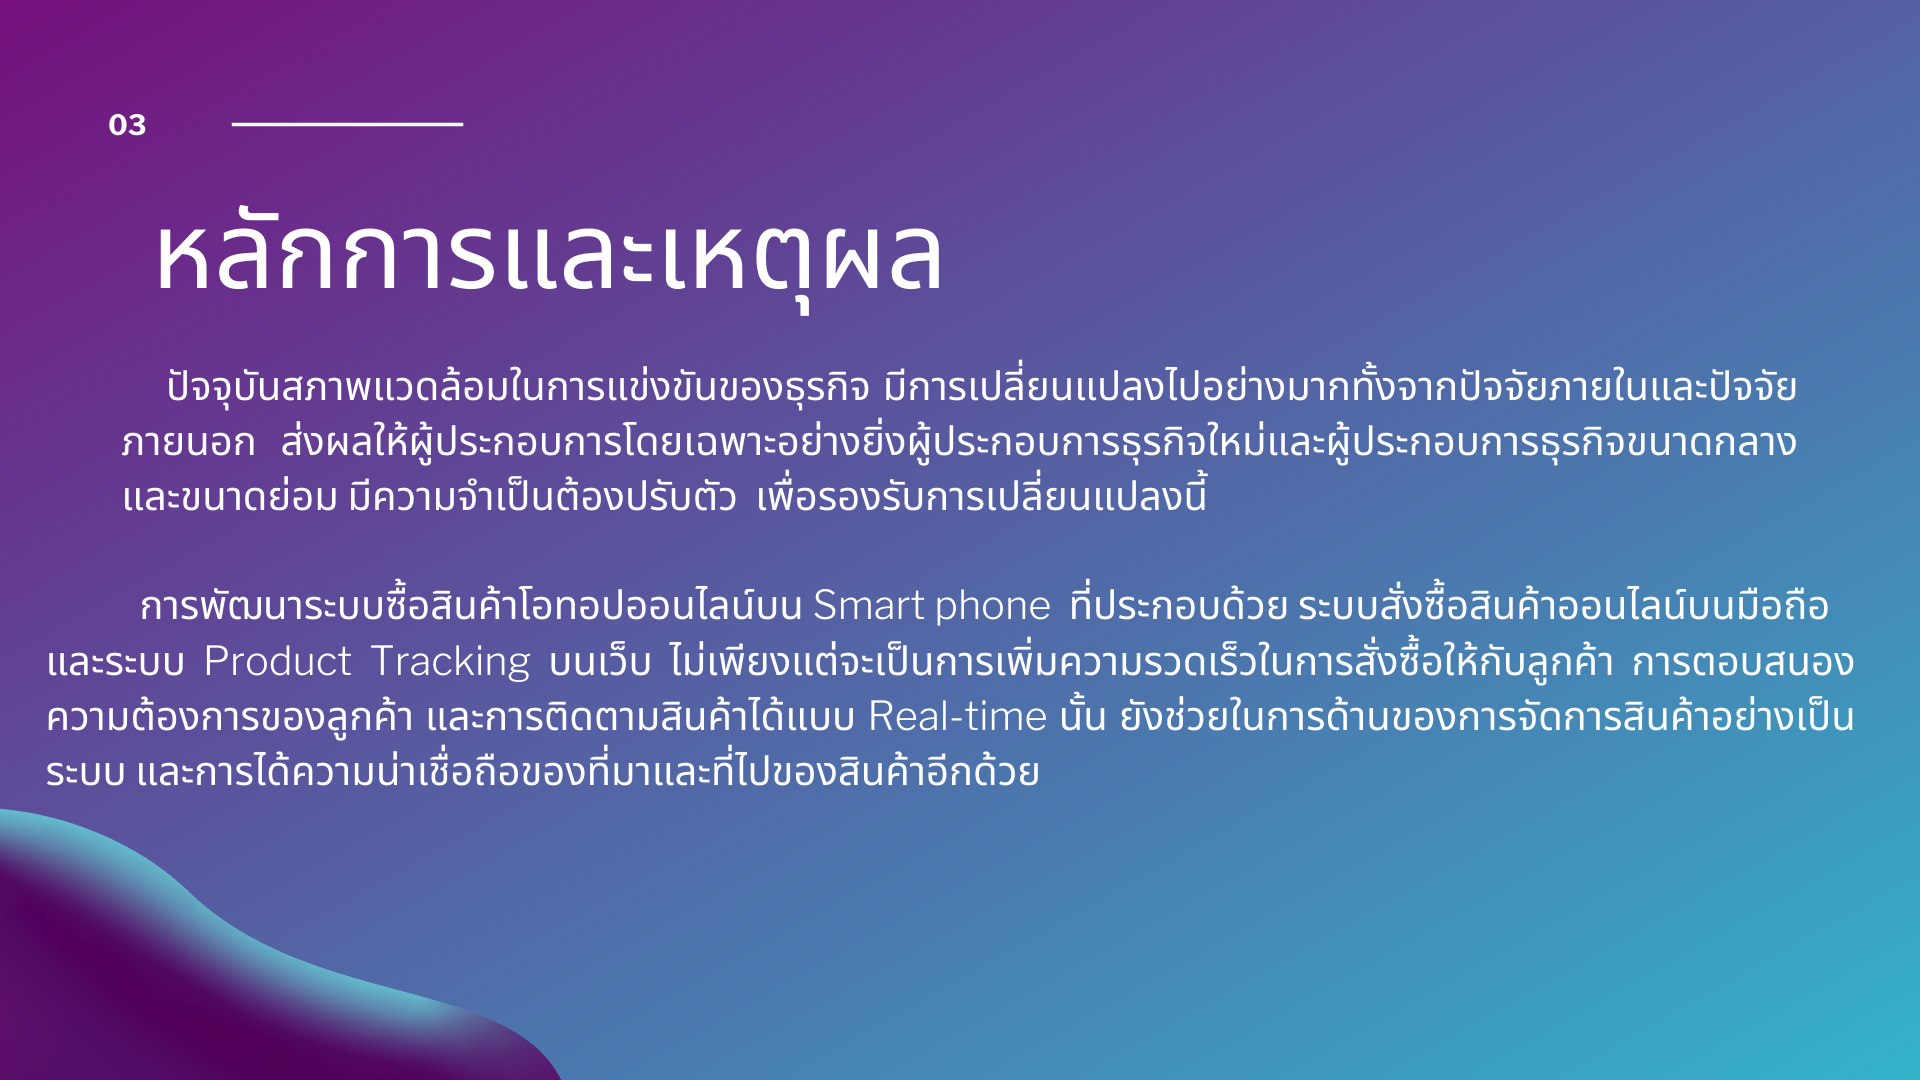 03
หลักการและเหตุผล
ปัจจุบันสภาพแวดล้อมในการแข่งขันของธุรกิจ มีการเปลี่ยนแปลงไปอย่างมากทั้งจากปัจจัยภายในและปัจจัย
ภายนอก ส่งผลให้ผู้ประกอบการโดยเฉพาะอย่างยิ่งผู้ประกอบการธุรกิจใหม่และผู้ประกอบการธุรกิจขนาดกลาง
และขนาดย่อม มีความจำเป็นต้องปรับตัว เพื่อรองรับการเปลี่ยนแปลงนี้
การพัฒนาระบบซื้อสินค้าโอทอปออนไลน์บน Smart phone ที่ประกอบด้วย ระบบสั่งซื้อสินค้าออนไลน์บนมือถือ
และระบบ Product Tracking บนเว็บ ไม่เพียงแต่จะเป็นการเพิ่มความรวดเร็วในการสั่งซื้อให้กับลูกค้า การตอบสนอง
ความต้องการของลูกค้า และการติดตามสินค้าได้แบบ Real-time นั้น ยังช่วยในการด้านของการจัดการสินค้าอย่างเป็น
ระบบ และการได้ความน่าเชื่อถือของที่มาและที่ไปของสินค้าอีกด้วย